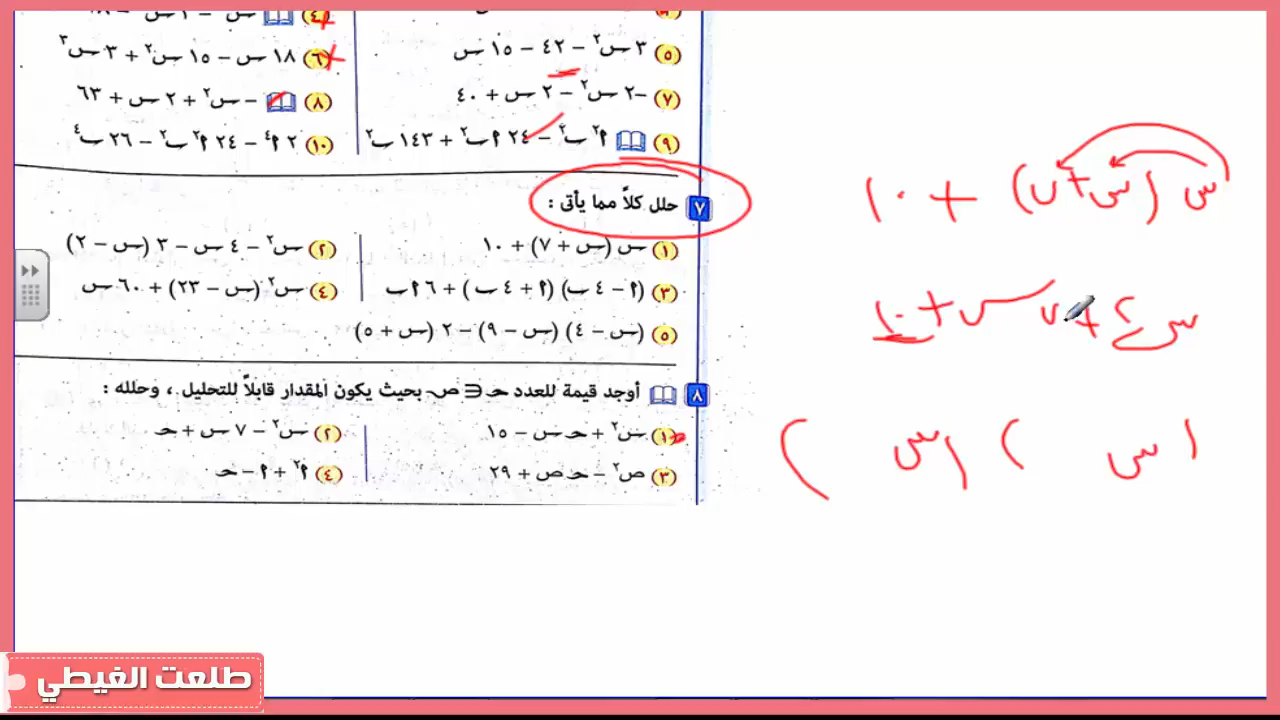 (٥) ٣ س٢ − ٤٢ − ١٥ س
(٦) ١٨ س − ١٥ س٢ + ٣ س٣
(٧) −٢ س٢ − ٢ س + ٤٠
(٨) − س٢ + ٢ س + ٦٣
(٩) ٢أ ب٢ − ٢٤ أ ب٢ + ١٤٣ ب٢
(١٠) ٢ أ٤ − ٢٤ أ٢ ب٢ − ٢٦ ب٤
٧ حلل كلاً مما يأتى :
(١) س (س + ٧) + ١٠
(٢) س٢ − ٤ س − ٣ (س − ٢)
(٣) (أ − ٤ ب) (أ + ٤ ب) + ٦ أ ب
(٤) س٢ (س − ٢٣) + ٦٠ س
(٥) (س − ٤) (س − ٩) − ٢ (س + ٥)
٨ أوجد قيمة للعدد حـ ∈ ص بحيث يكون المقدار قابلاً للتحليل ، وحلله :
(١) س٢ + حـ س − ١٥
(٢) س٢ − ٧ س + حـ
(٣) ص٢ − حـ ص + ٢٩
(٤) أ٢ + أ − حـ
س (س + ٧) + ١٠
س٢ + ٧ س + ١٠
(س ) (س )
طلعت الغيطي